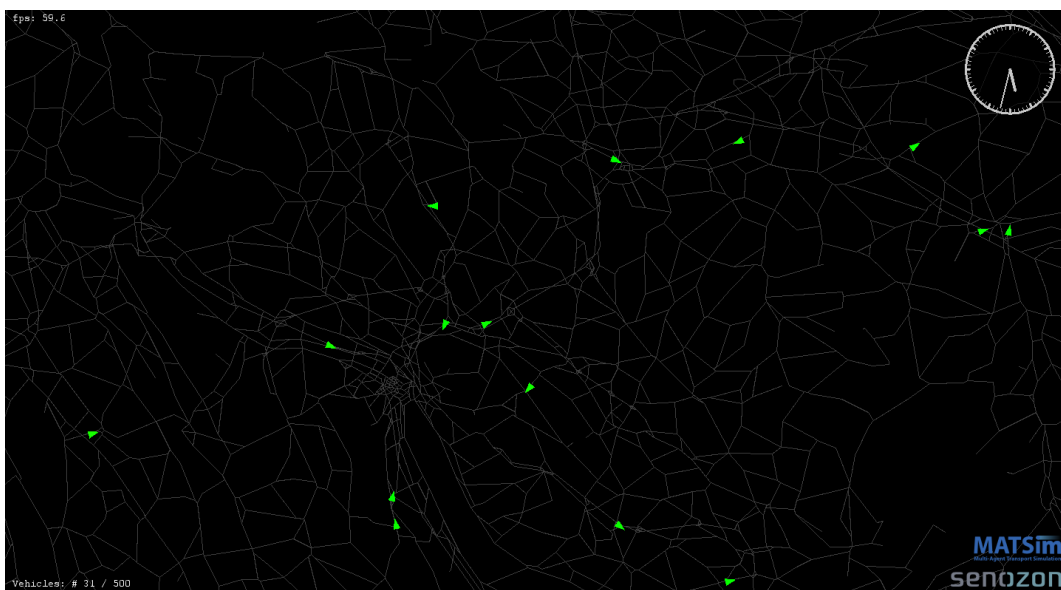 fps: 59.6
MATSim
Multi-Agent Transport Simulation
senozon
Vehicles: # 31 / 500